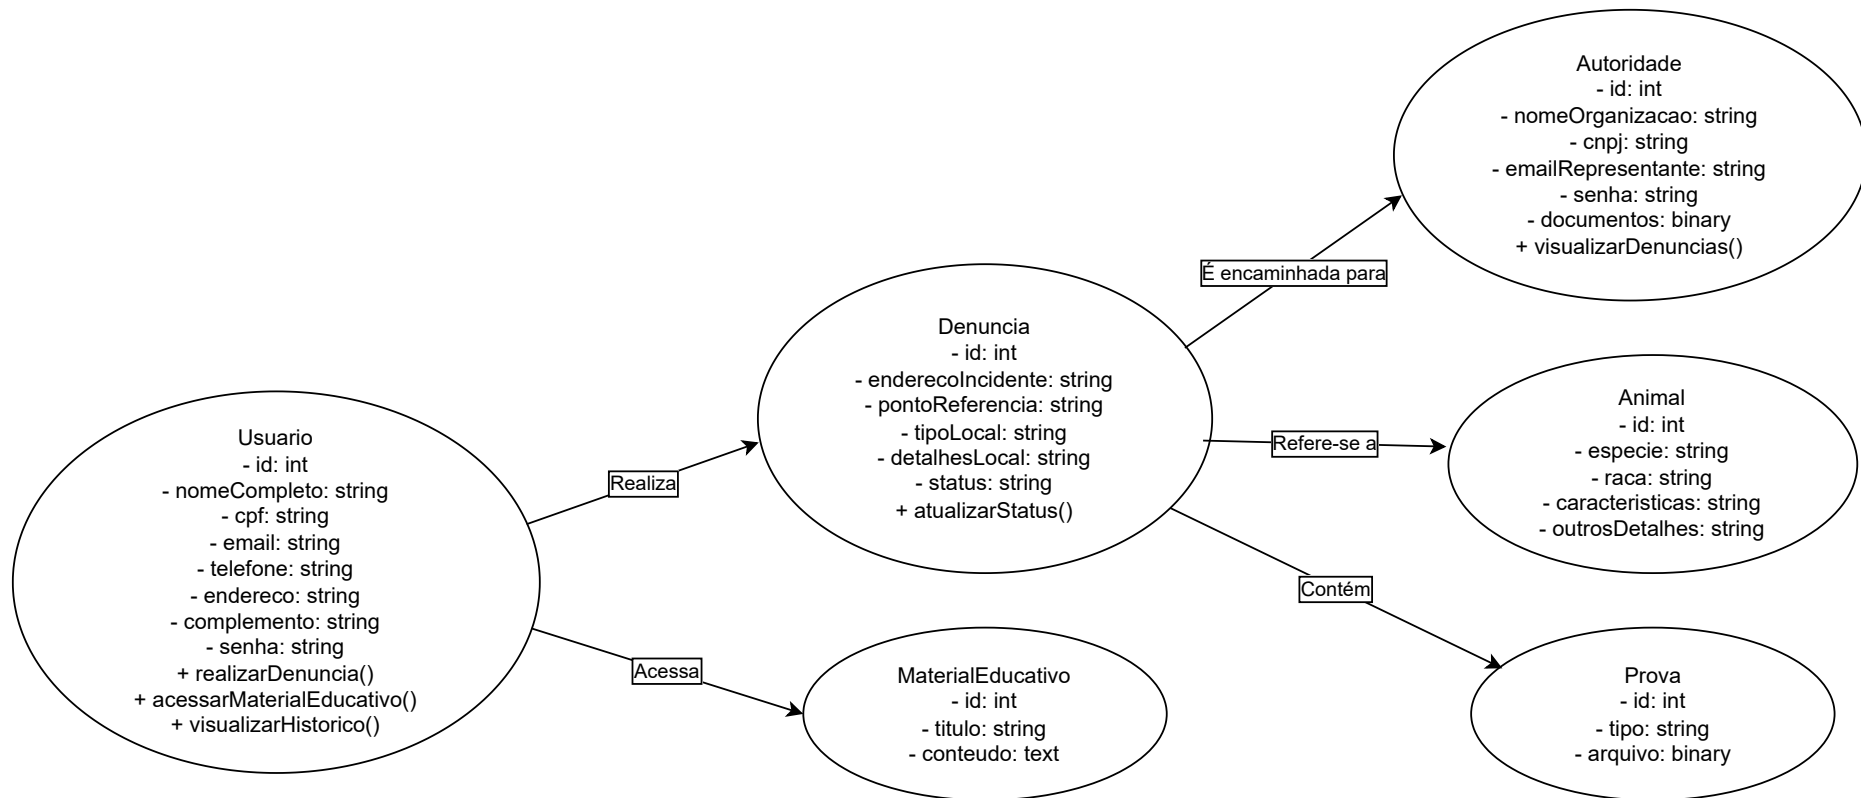 Usuario
- id: int
- nomeCompleto: string
- cpf: string
- email: string
- telefone: string
- endereco: string
- complemento: string
- senha: string
+ realizarDenuncia()
+ acessarMaterialEducativo()
+ visualizarHistorico()
Realiza
Acessa
Denuncia
- id: int
- enderecoIncidente: string
- pontoReferencia: string
- tipoLocal: string
- detalhesLocal: string
- status: string
+ atualizarStatus()
MaterialEducativo
- id: int
- titulo: string
- conteudo: text
É encaminhada para
Refere-se a
Contém
Autoridade
- id: int
- nomeOrganizacao: string
- cnpj: string
- emailRepresentante: string
- senha: string
- documentos: binary
+ visualizarDenuncias()
Animal
- id: int
- especie: string
- raca: string
- caracteristicas: string
- outrosDetalhes: string
Prova
- id: int
- tipo: string
- arquivo: binary